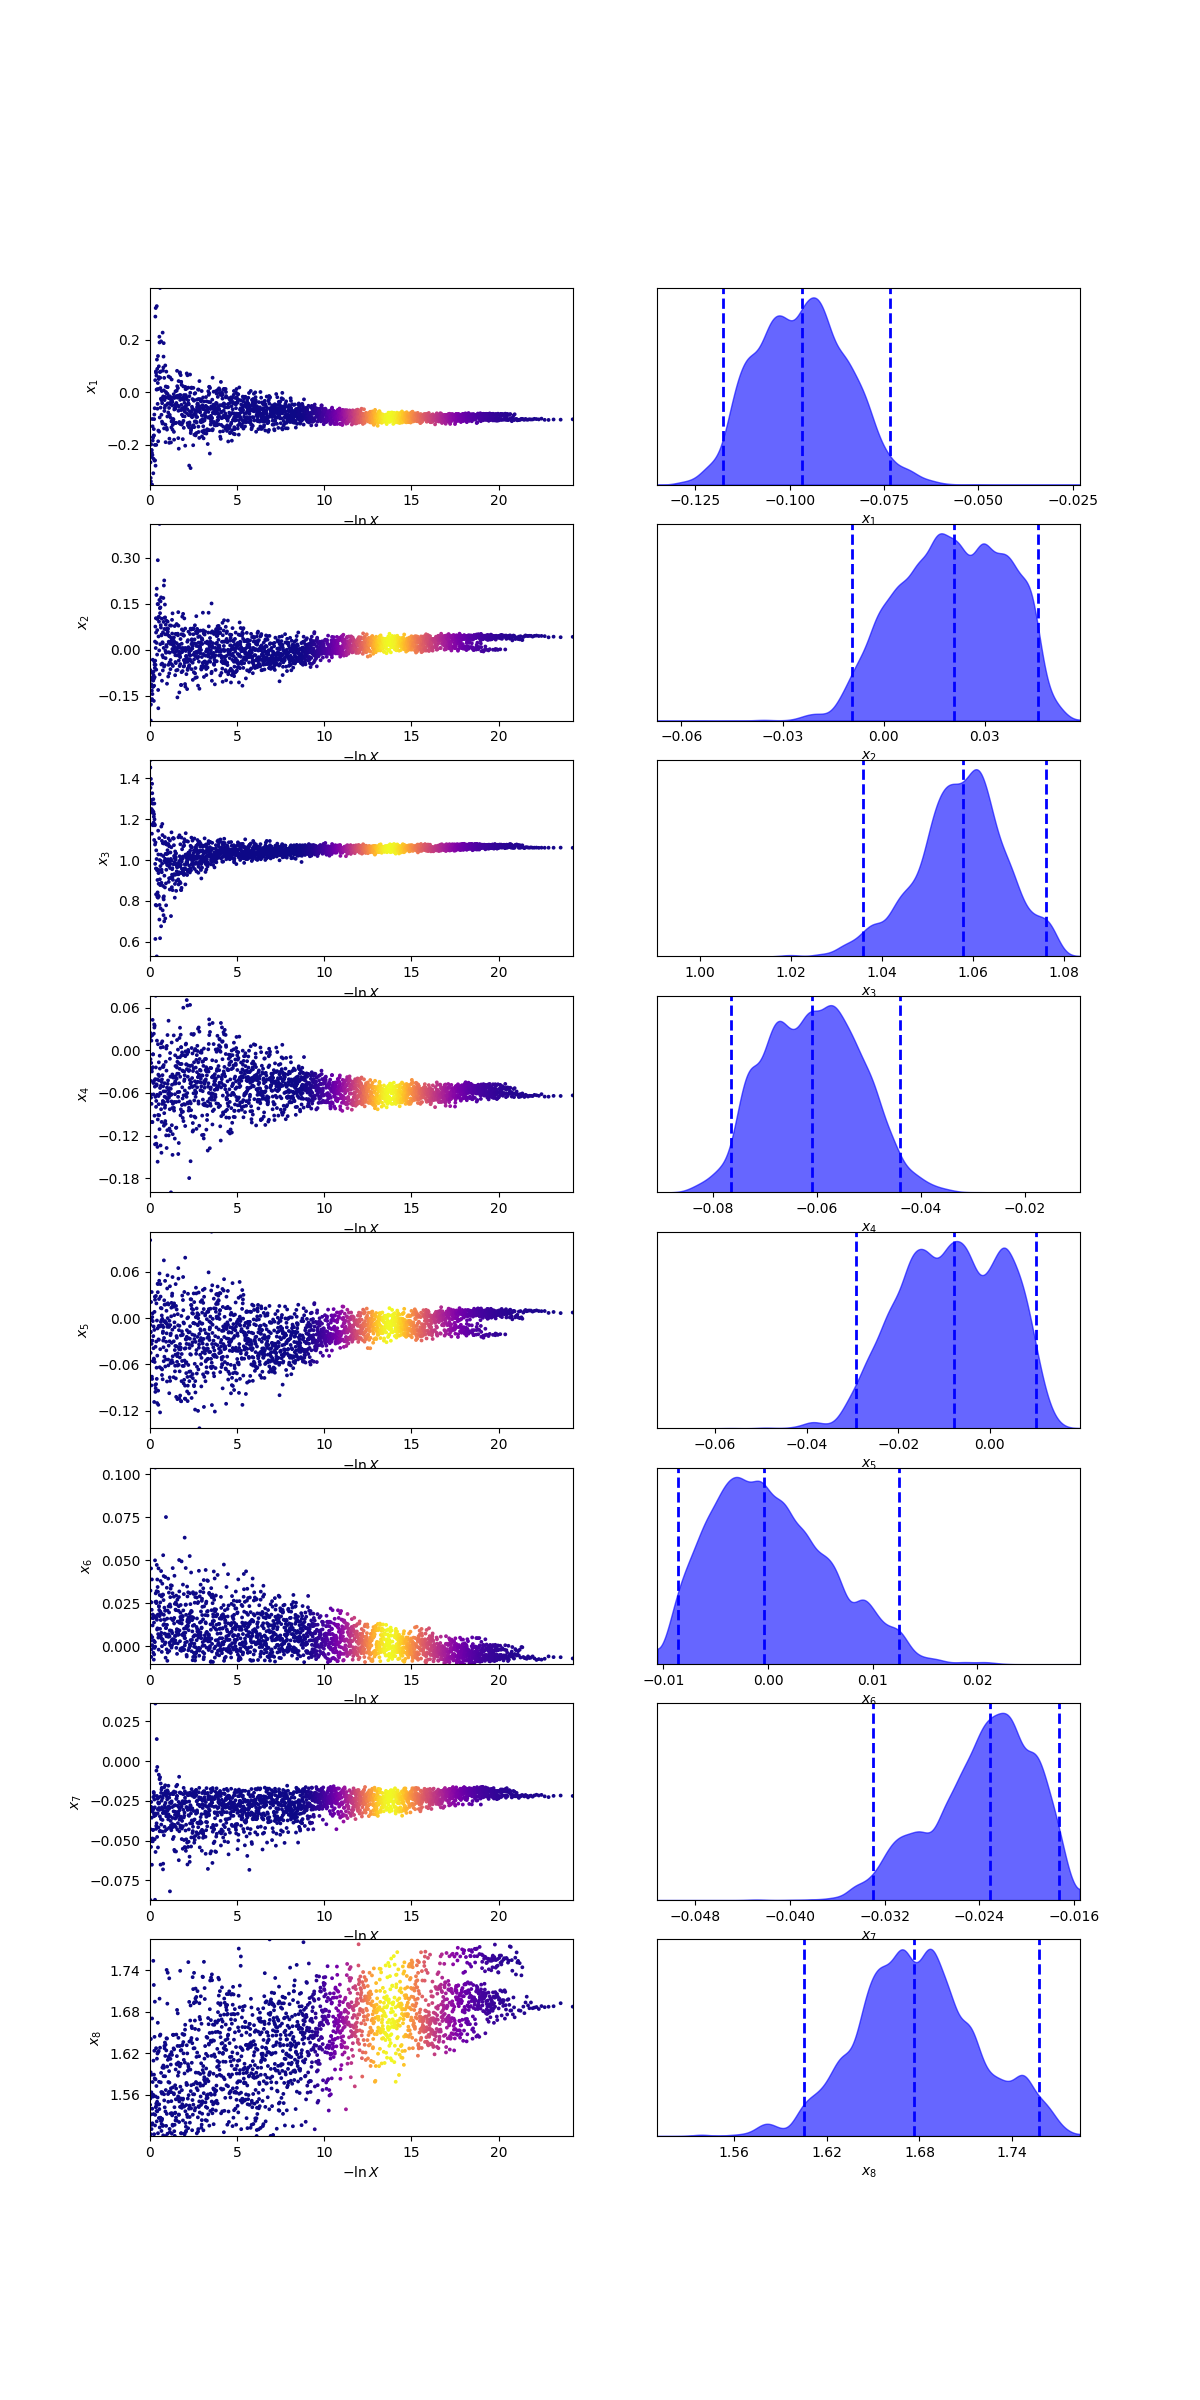 x₁
0.2
0.0
−0.2
0 5 10 15 20
−ln X
−0.125 −0.100 −0.075 −0.050 −0.025
x₁
x₂
0.30
0.15
0.00
−0.15
0 5 10 15 20
−ln X
−0.06 −0.03 0.00 0.03
x₂
x₃
1.4
1.2
1.0
0.8
0.6
0 5 10 15 20
−ln X
1.00 1.02 1.04 1.06 1.08
x₃
x₄
0.06
0.00
−0.06
−0.12
−0.18
0 5 10 15 20
−ln X
−0.08 −0.06 −0.04 −0.02
x₄
x₅
0.06
0.00
−0.06
−0.12
0 5 10 15 20
−ln X
−0.06 −0.04 −0.02 0.00
x₅
x₆
0.100
0.075
0.050
0.025
0.000
0 5 10 15 20
−ln X
−0.01 0.00 0.01 0.02
x₆
x₇
0.025
0.000
−0.025
−0.050
−0.075
0 5 10 15 20
−ln X
−0.048 −0.040 −0.032 −0.024 −0.016
x₇
x₈
1.74
1.68
1.62
1.56
0 5 10 15 20
−ln X
1.56 1.62 1.68 1.74
x₈